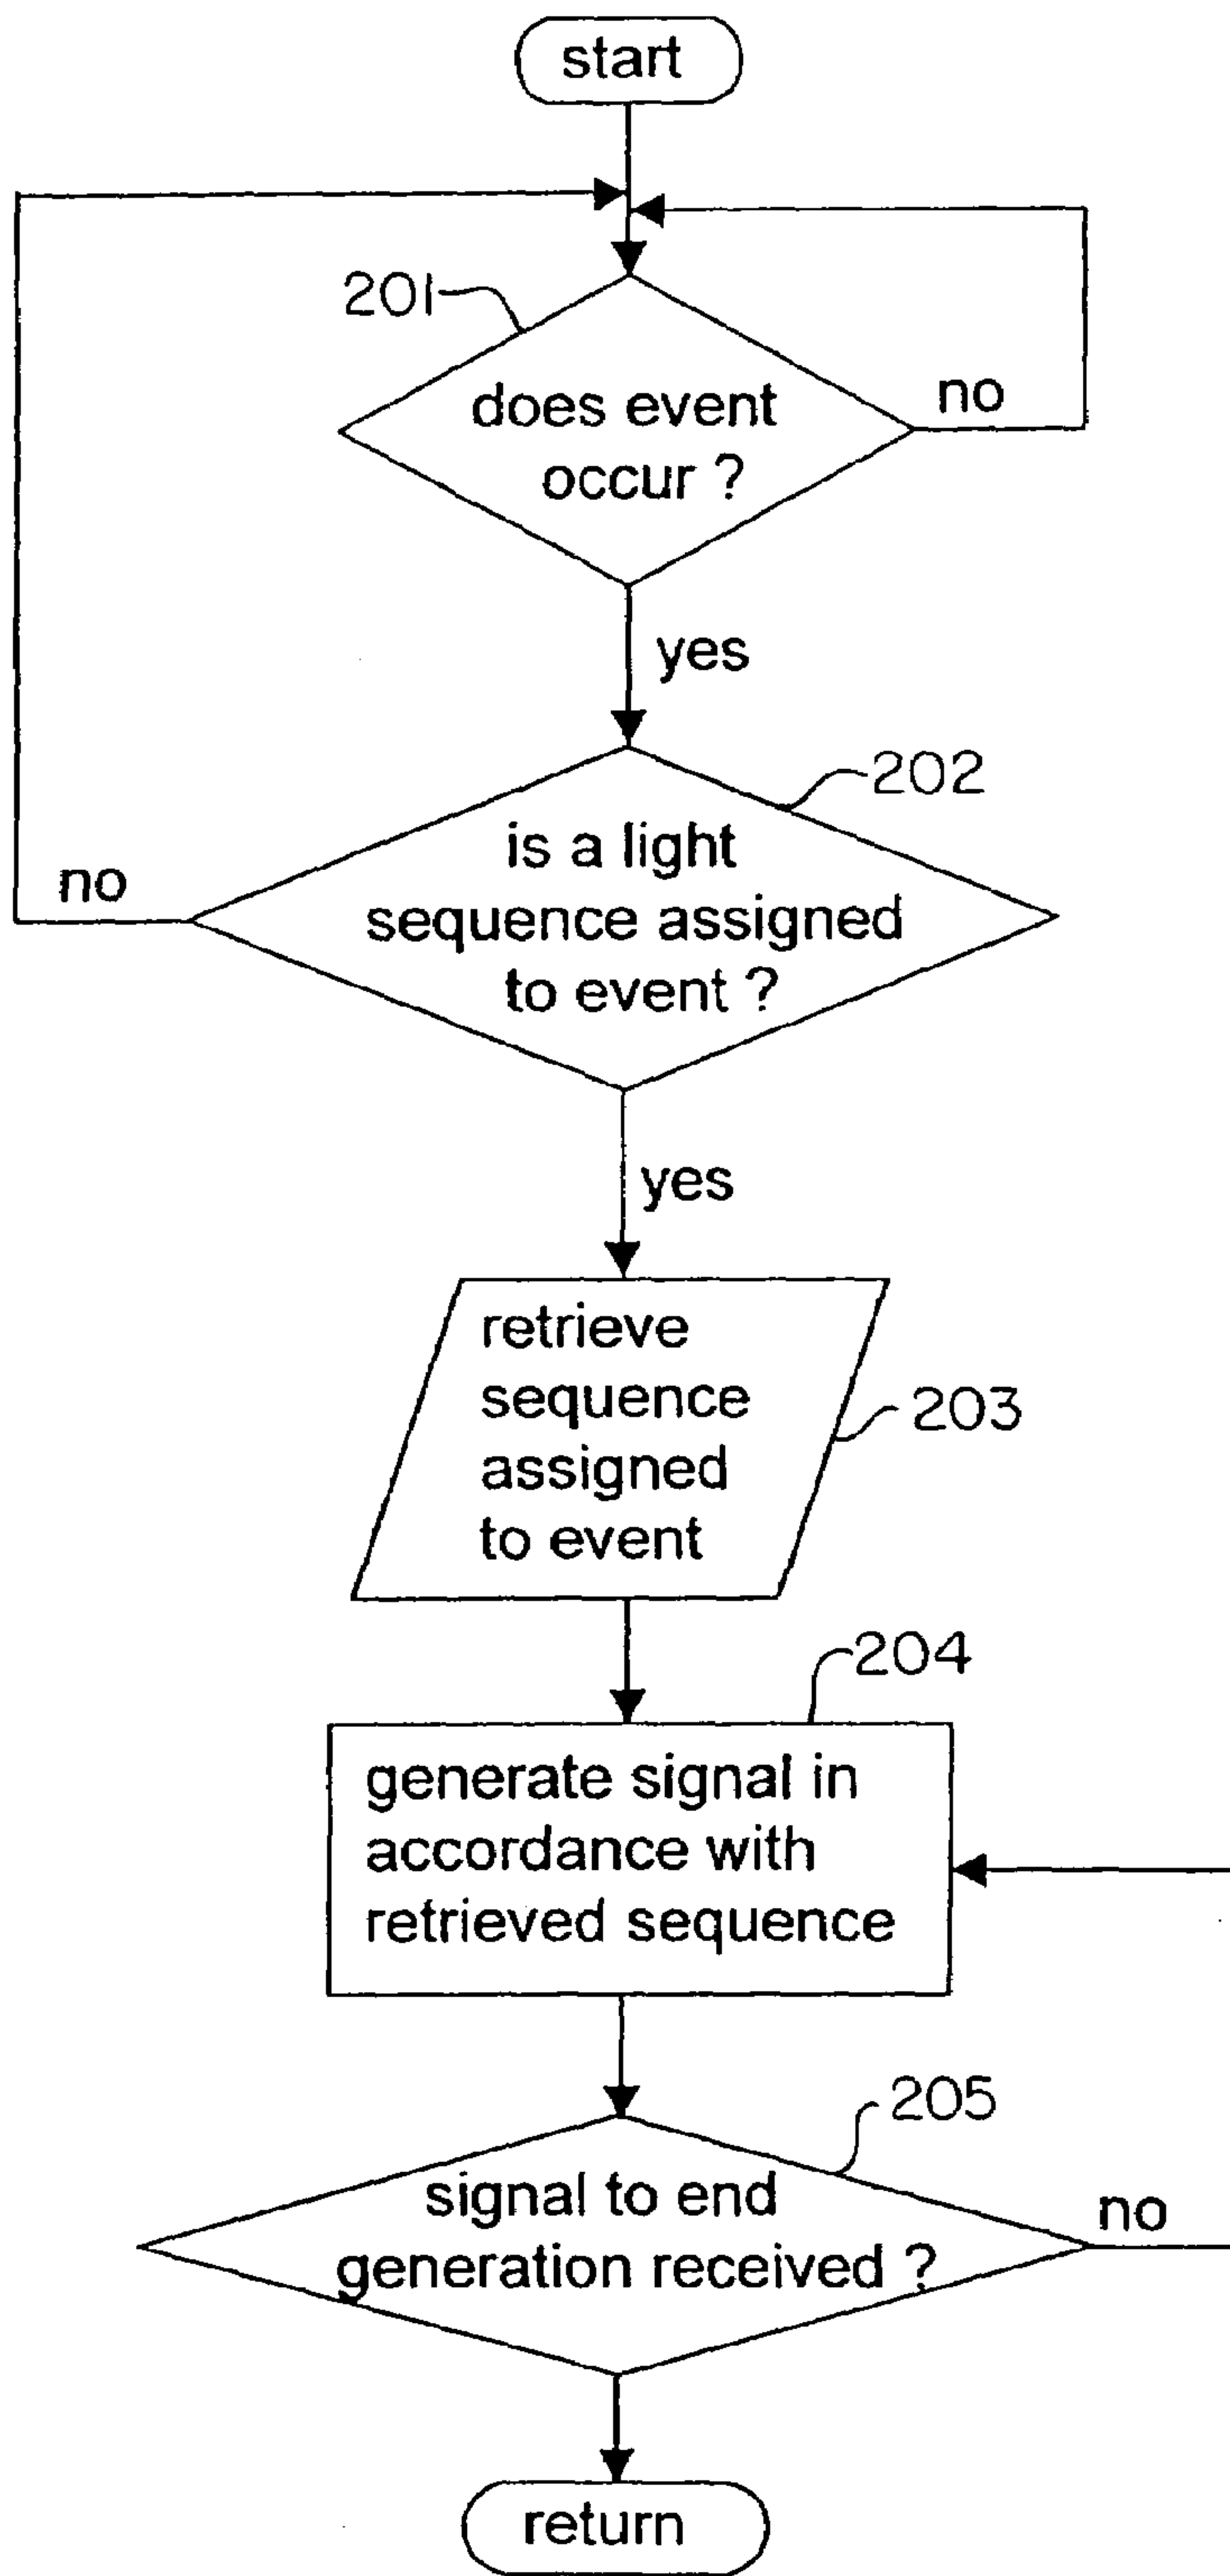 start
201
does event
occur ?
no
yes
202
is a light
sequence assigned
to event ?
no
yes
retrieve
sequence
assigned
to event
203
204
generate signal in
accordance with
retrieved sequence
205
signal to end
generation received ?
no
return